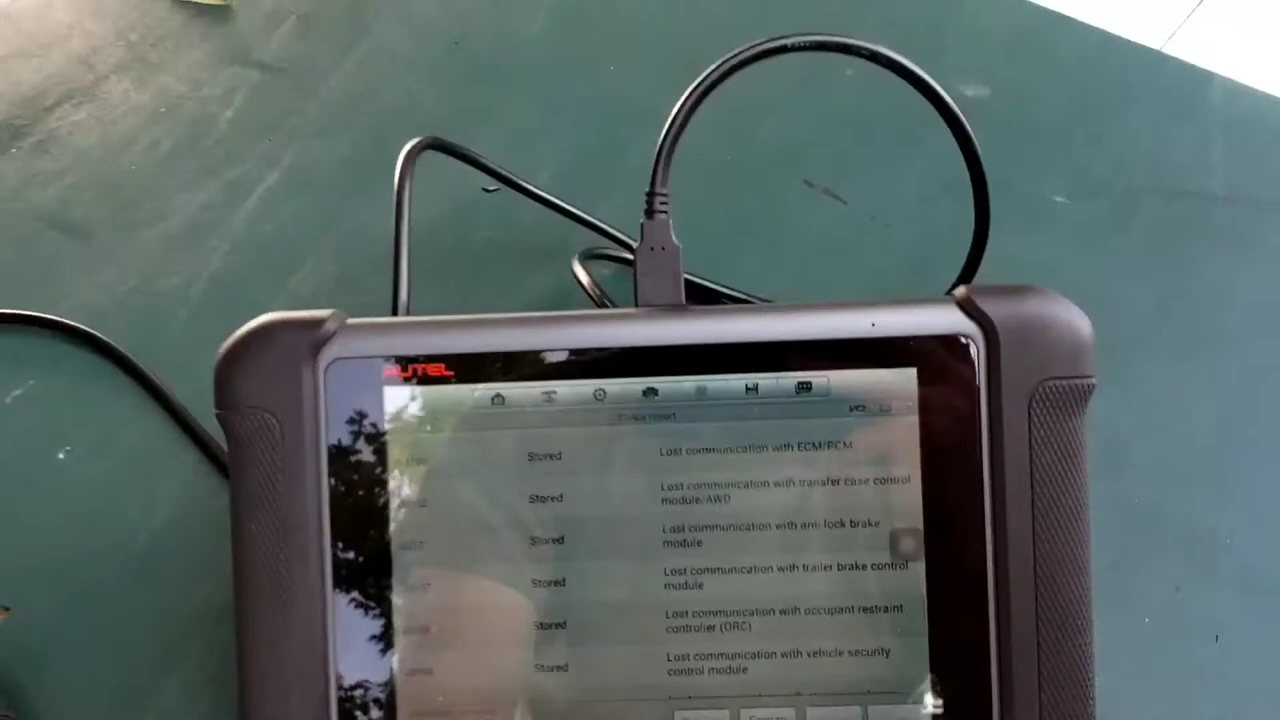 AUTEL
VCI
Stored
Lost communication with ECM/PCM
Stored
Lost communication with transfer case control
module/AWD
Stored
Lost communication with anti lock brake
module
Stored
Lost communication with trailer brake control
module
Stored
Lost communication with occupant restraint
controller (ORC)
Stored
Lost communication with vehicle security
control module